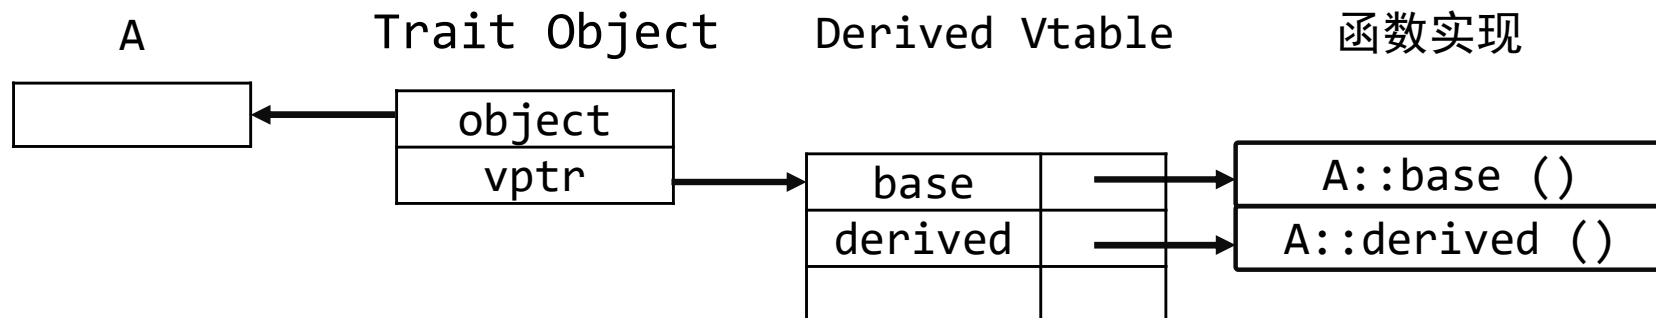 A Trait Object Derived Vtable 函数实现
object
vptr
base
derived
A::base ()
A::derived ()